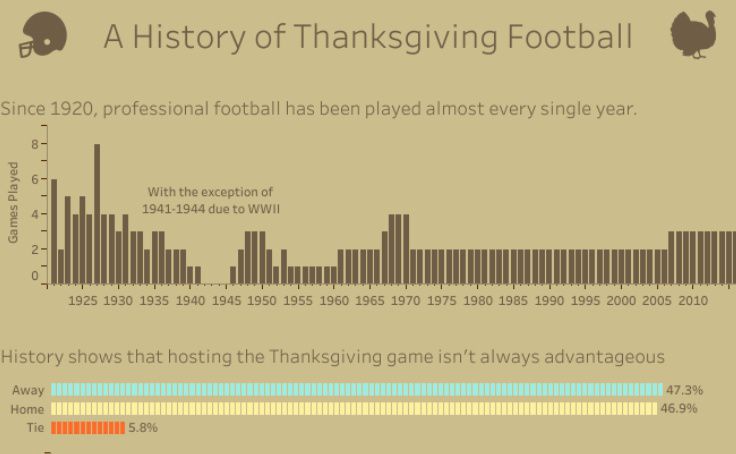 A History of Thanksgiving Football
Since 1920, professional football has been played almost every single year.
Games Played
8
6
4
2
0
With the exception of
1941-1944 due to WWII
1925 1930 1935 1940 1945 1950 1955 1960 1965 1970 1975 1980 1985 1990 1995 2000 2005 2010
History shows that hosting the Thanksgiving game isn't always advantageous
Away 47.3%
Home 46.9%
Tie 5.8%